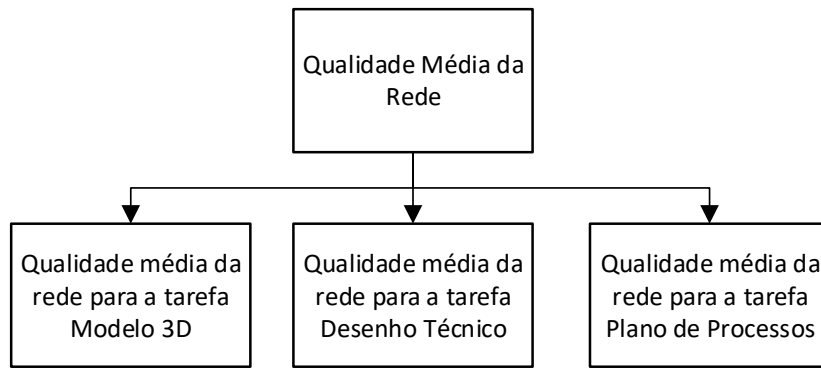 Qualidade Média da
Rede
Qualidade média da
rede para a tarefa
Modelo 3D
Qualidade média da
rede para a tarefa
Desenho Técnico
Qualidade média da
rede para a tarefa
Plano de Processos